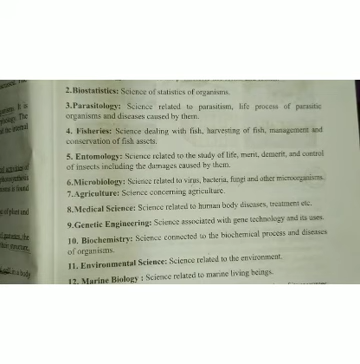 2.Biostatistics: Science of statistics of organisms.
3.Parasitology: Science related to parasitism, life process of parasitic
organisms and diseases caused by them.
4. Fisheries: Science dealing with fish, harvesting of fish, management and
conservation of fish assets.
5. Entomology: Science related to the study of life, merit, demerit, and control
of insects including the damages caused by them.
6.Microbiology: Science related to virus, bacteria, fungi and other microorganisms.
7.Agriculture: Science concerning agriculture.
8.Medical Science: Science related to human body diseases, treatment etc.
9.Genetic Engineering: Science associated with gene technology and its uses.
10. Biochemistry: Science connected to the biochemical process and diseases
of organisms.
11. Environmental Science: Science related to the environment.
12. Marine Biology : Science related to marine living beings.